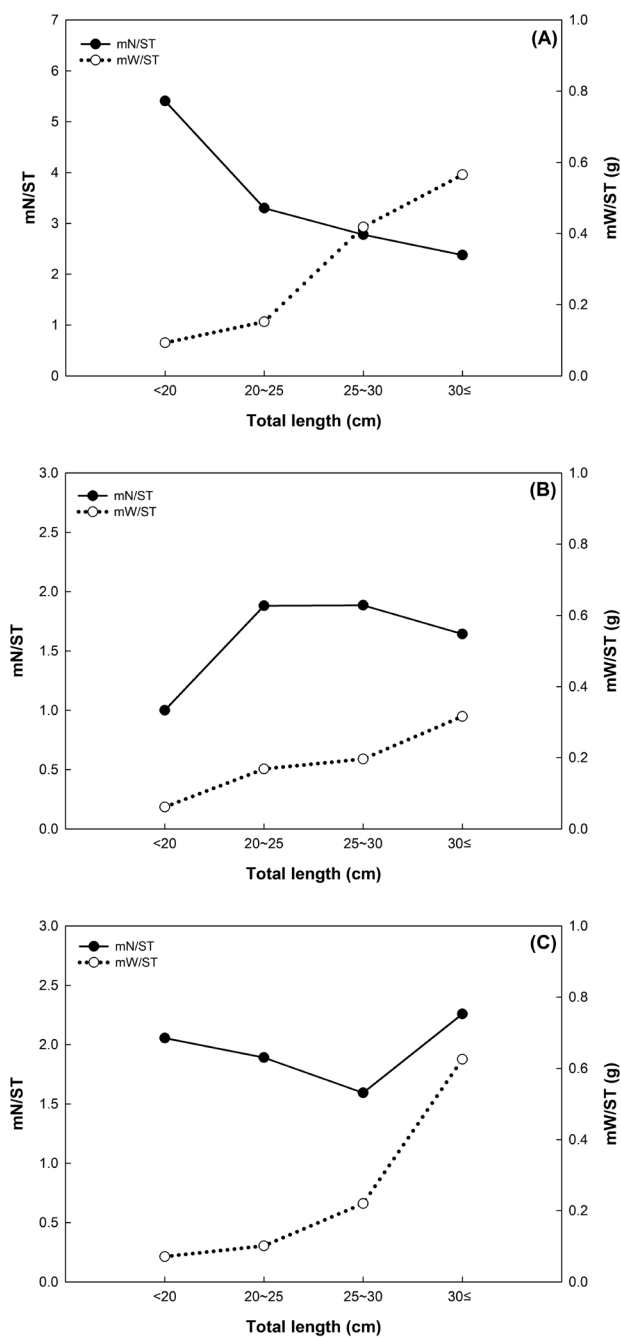 (A)
mN/ST
mW/ST
7
6
5
4
3
2
1
0
mN/ST
1.0
0.8
0.6
0.4
0.2
0.0
mW/ST (g)
<20 20~25 25~30 30≤
Total length (cm)
(B)
mN/ST
mW/ST
3.0
2.5
2.0
1.5
1.0
0.5
0.0
mN/ST
1.0
0.8
0.6
0.4
0.2
0.0
mW/ST (g)
<20 20~25 25~30 30≤
Total length (cm)
(C)
mN/ST
mW/ST
3.0
2.5
2.0
1.5
1.0
0.5
0.0
mN/ST
1.0
0.8
0.6
0.4
0.2
0.0
mW/ST (g)
<20 20~25 25~30 30≤
Total length (cm)